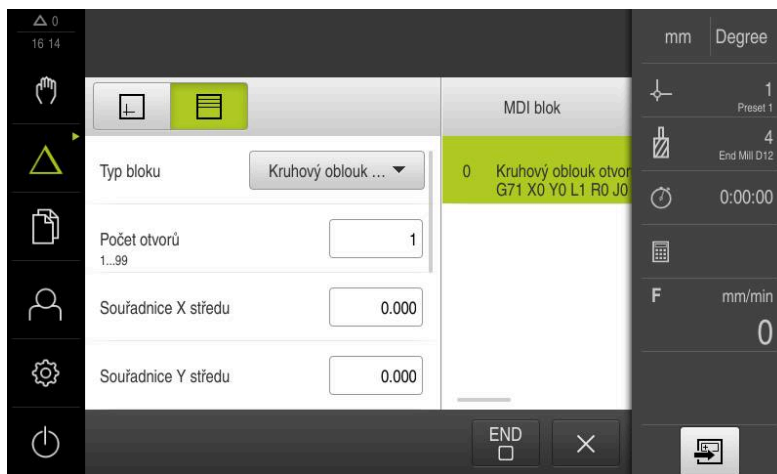 0
16 14
mm Degree
1
Preset 1
MDI blok
4
End Mill D12
Typ bloku
Kruhový oblouk ...
0 Kruhový oblouk otvor
G71 X0 Y0 L1 R0 J0
0:00:00
Počet otvorů
1...99
1
Souřadnice X středu
0.000
F mm/min
0
Souřadnice Y středu
0.000
END